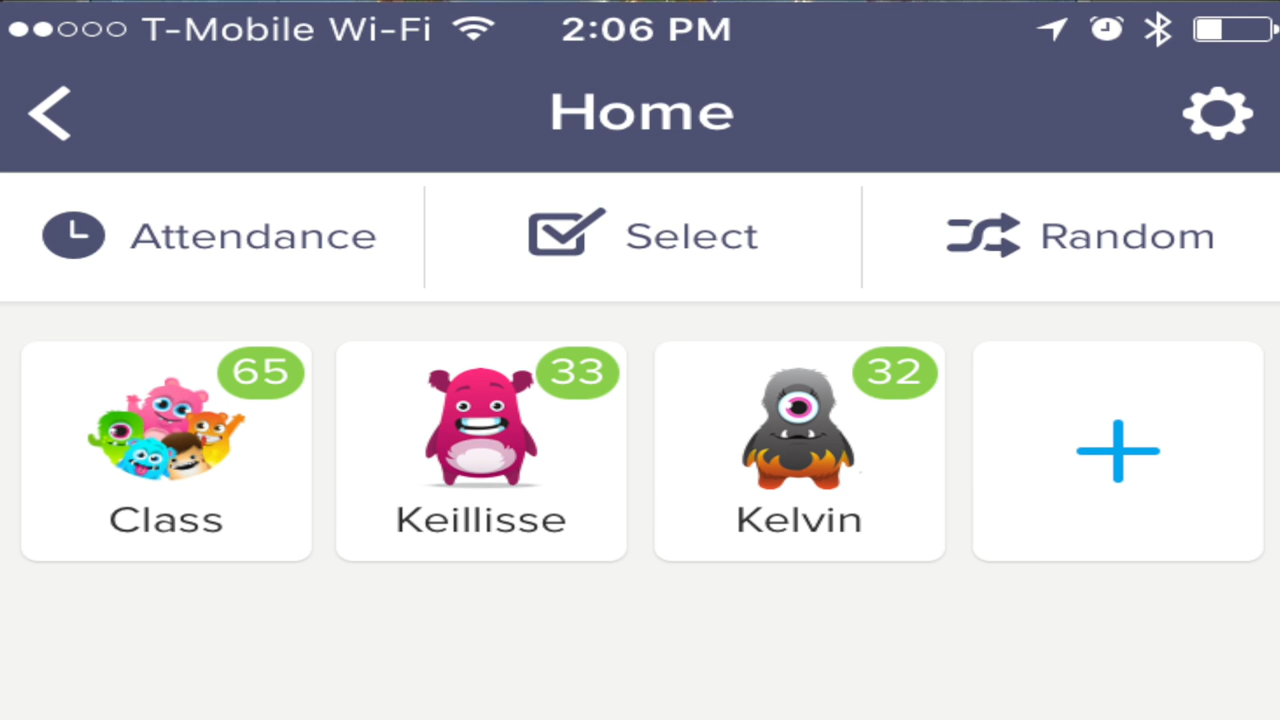 T-Mobile Wi-Fi 2:06 PM
Home
Attendance Select Random
65 33 32
Class Keillisse Kelvin